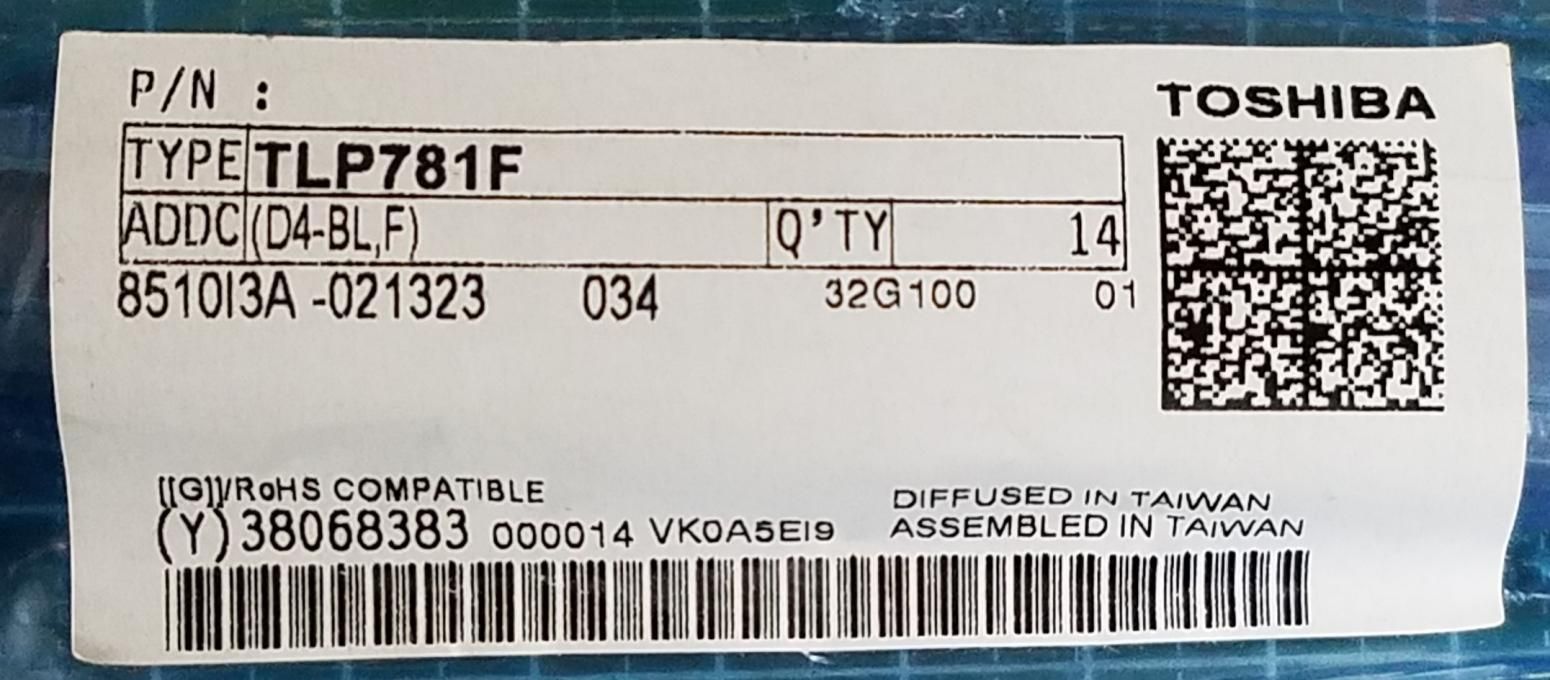 P/N :
TOSHIBA
TYPE TLP781F
ADDC (D4-BL,F) Q'TY 14
8510I3A -021323 034 32G100 01
[[G]]/RoHS COMPATIBLE
DIFFUSED IN TAIWAN
(Y)38068383 000014 VK0A5EI9
ASSEMBLED IN TAIWAN